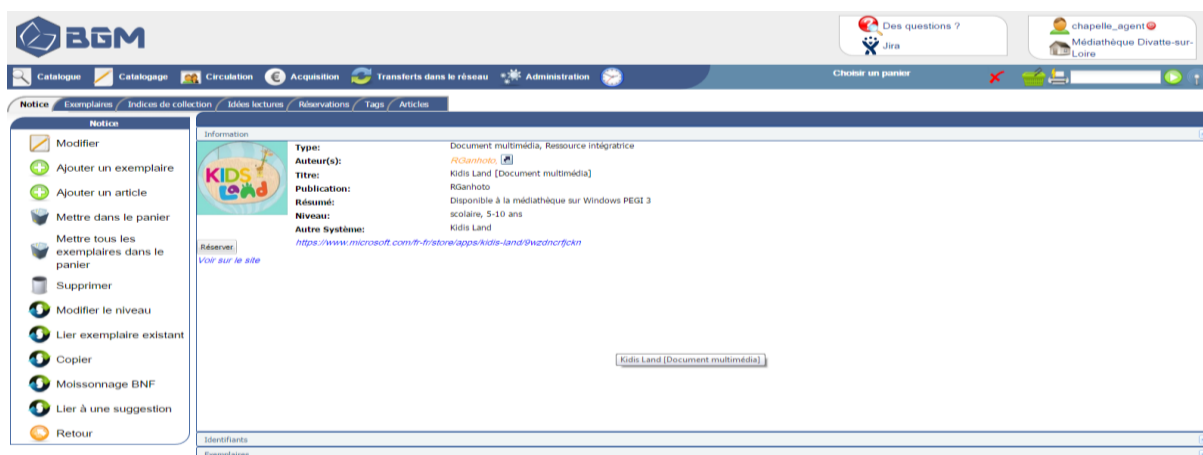 BGM
Des questions ?
Jira
chapelle_agent
Médiathèque Divatte-sur-
Loire
Catalogue Catalogage Circulation Acquisition Transferts dans le réseau Administration
Choisir un panier
Notice Exemplaires Indices de collection Idées lectures Réservations Tags Articles
Notice
Modifier
Ajouter un exemplaire
Ajouter un article
Mettre dans le panier
Mettre tous les
exemplaires dans le
panier
Supprimer
Modifier le niveau
Lier exemplaire existant
Copier
Moissonnage BNF
Lier à une suggestion
Retour
Information
KIDS
Land
Réserver
Voir sur le site
Type: Document multimédia, Ressource intégratrice
Auteur(s): RGanhoto,
Titre: Kidis Land [Document multimédia]
Publication: RGanhoto
Résumé: Disponible à la médiathèque sur Windows PEGI 3
Niveau: scolaire, 5-10 ans
Autre Système: Kidis Land
https://www.microsoft.com/fr-fr/store/apps/kidis-land/9wzdncrfjckn
Kidis Land [Document multimédia]
Identifiants
Exemplaires